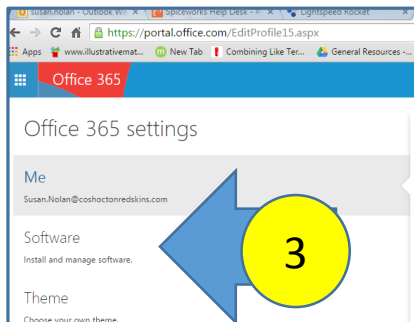 susan.nolan - Outlook W
Spiceworks Help Desk -
Lightspeed Rocket
https://portal.office.com/EditProfile15.aspx
Apps www.illustrativemat... New Tab Combining Like Ter... General Resources -...
Office 365
Office 365 settings
Me
Susan.Nolan@coshoctonredskins.com
Software
Install and manage software.
3
Theme
Choose your own theme.